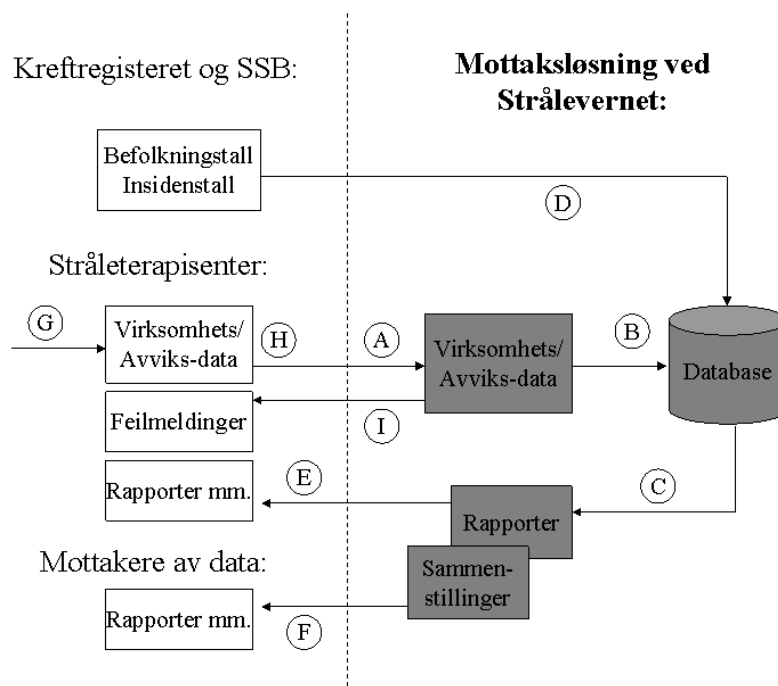 Kreftregisteret og SSB:
Mottaksløsning ved
Strålevernet:
Befolkningstall
Insidenstall
D
Stråleterapisenter:
G
Virksomhets/
Avviks-data
H
A
Virksomhets/
Avviks-data
B
Database
Feilmeldinger
I
Rapporter mm.
E
Rapporter
C
Mottakere av data:
Sammen-
stillinger
Rapporter mm.
F